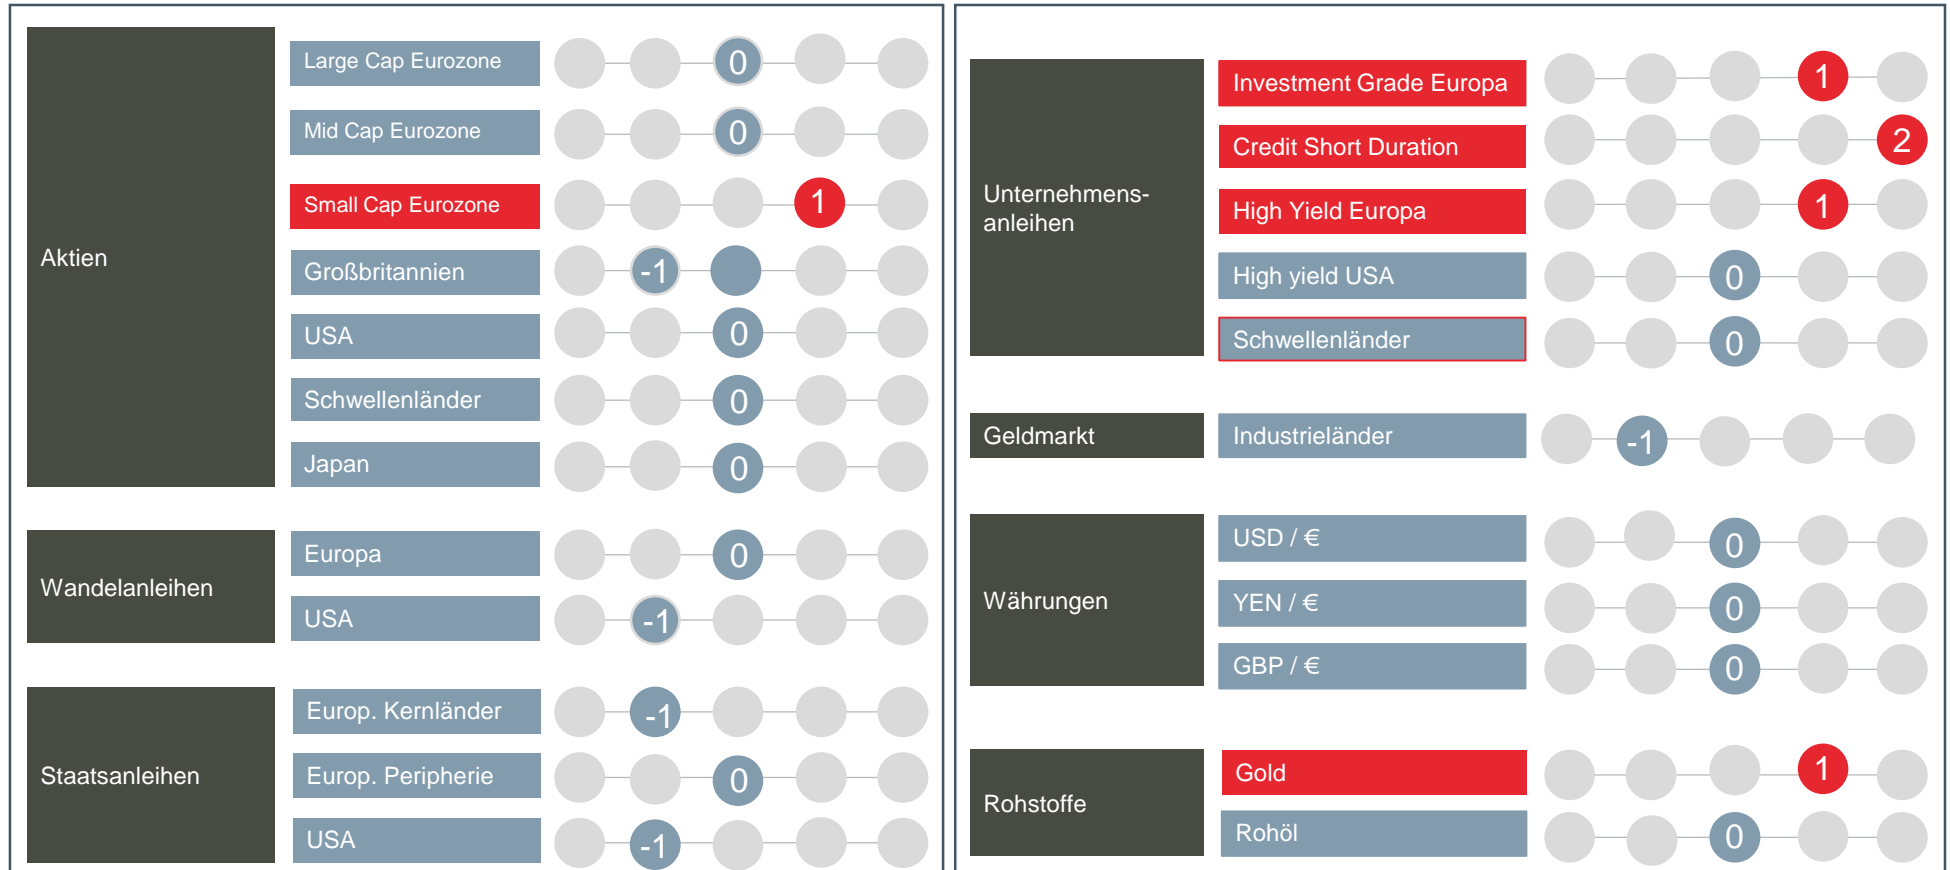 Aktien
Large Cap Eurozone 0
Mid Cap Eurozone 0
Small Cap Eurozone 1
Großbritannien -1
USA 0
Schwellenländer 0
Japan 0
Wandelanleihen
Europa 0
USA -1
Staatsanleihen
Europ. Kernländer -1
Europ. Peripherie 0
USA -1
Unternehmens-
anleihen
Investment Grade Europa 1
Credit Short Duration 2
High Yield Europa 1
High yield USA 0
Schwellenländer 0
Geldmarkt
Industrieländer -1
Währungen
USD / € 0
YEN / € 0
GBP / € 0
Rohstoffe
Gold 1
Rohöl 0